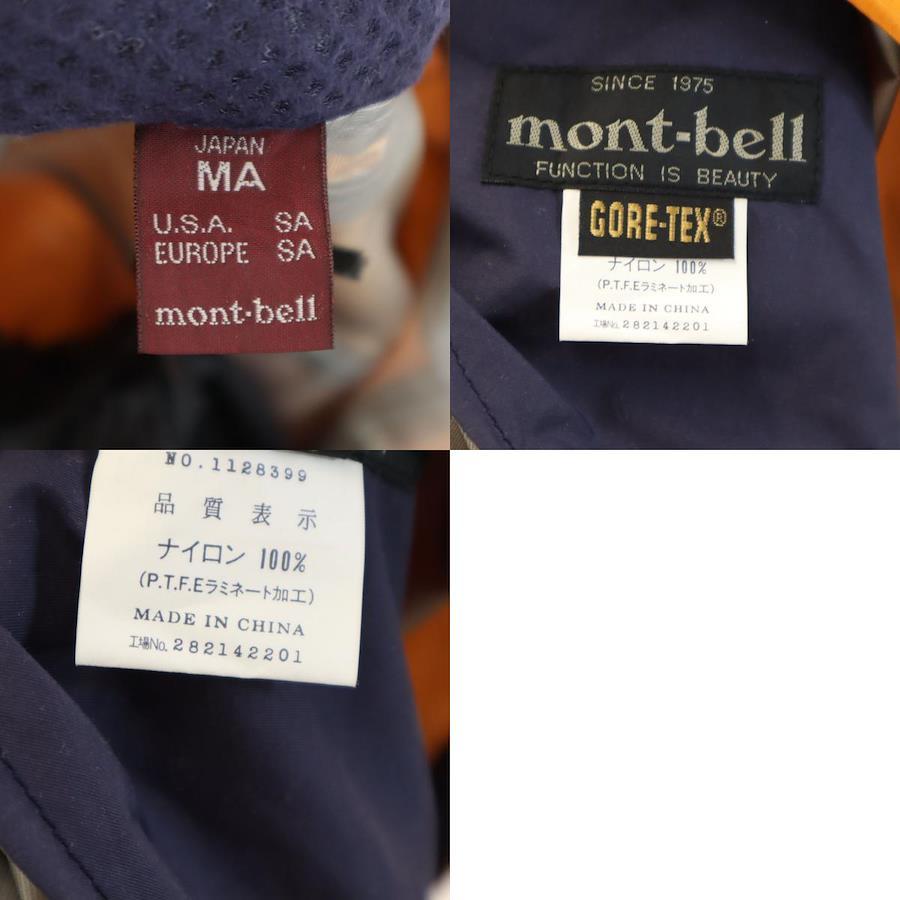 JAPAN
MA
U.S.A. SA
EUROPE SA
mont-bell
SINCE 1975
mont-bell
FUNCTION IS BEAUTY
GORE-TEX®
ナイロン 100%
(P.T.F.Eラミネート加工)
MADE IN CHINA
工場No. 282142201
NO.1128399
品質表示
ナイロン 100%
(P.T.F.Eラミネート加工)
MADE IN CHINA
工場No. 282142201